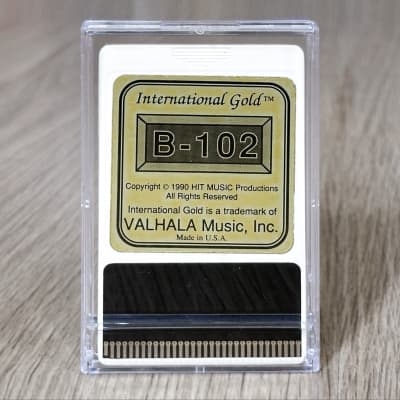 International Gold™
B-102
Copyright © 1990 HIT MUSIC Productions
All Rights Reserved
International Gold is a trademark of
VALHALA Music, Inc.
Made in U.S.A.